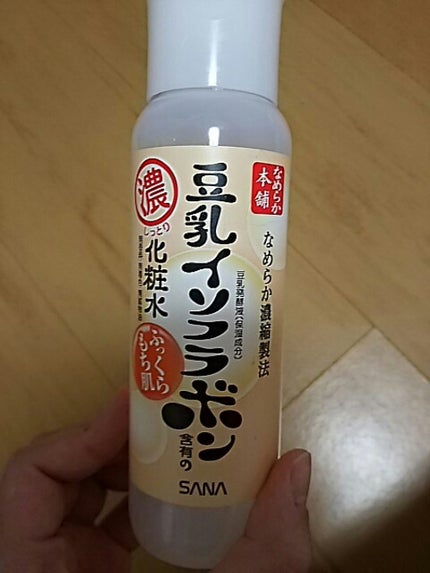 なめらか
本舗
なめらか濃縮製法
豆乳発酵液(保湿成分)
豆乳イソフラボン
含有の
濃
しっとり
化粧水
ふっくら
もち肌
SANA